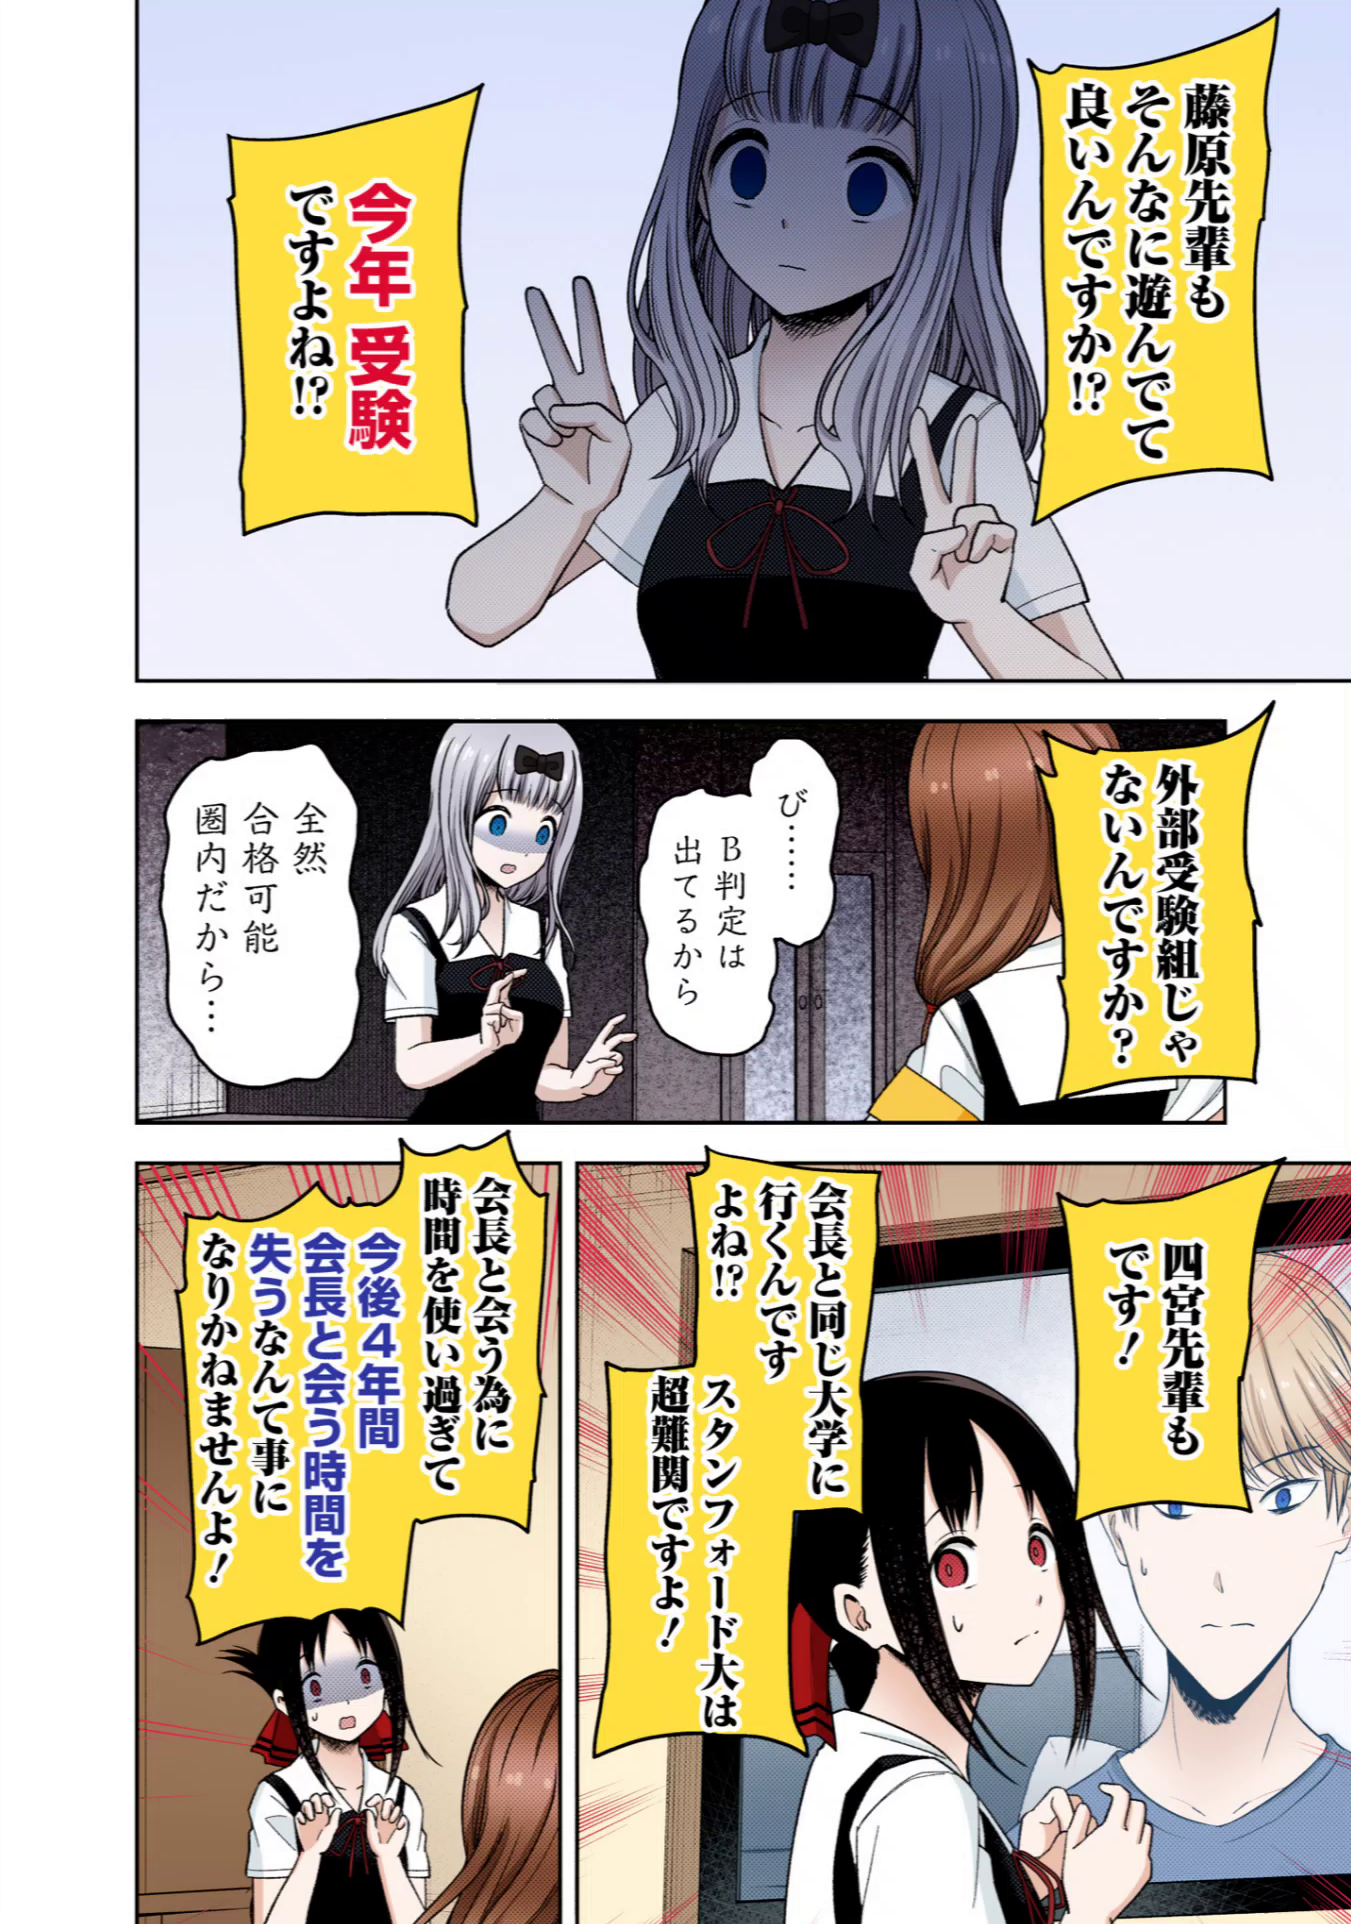 藤原先輩も
そんなに遊んでて
良いんですか!?
今年 受験
ですよね!?
外部受験組じゃ
ないんですか?
び……
B判定は
出てるから
全然
合格可能
圏内だから…
四宮先輩も
です!
会長と同じ大学に
行くんです
よね!?
スタンフォード大は
超難関ですよ!
会長と会う為に
時間を使い過ぎて
今後4年間
会長と会う時間を
失うなんて事に
なりかねませんよ!